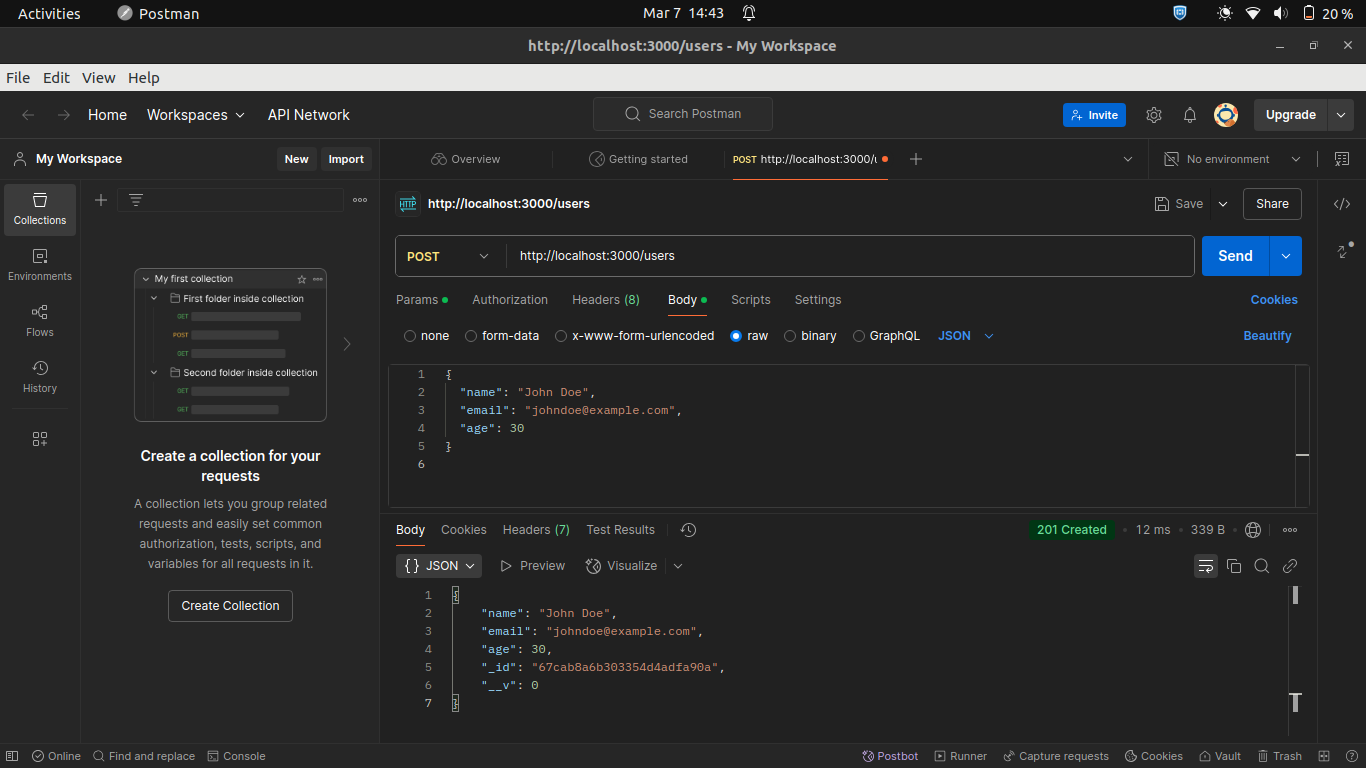 Activities Postman Mar 7 14:43 20 %
http://localhost:3000/users - My Workspace
File Edit View Help
Home Workspaces API Network Search Postman Invite Upgrade
My Workspace New Import Overview Getting started POST http://localhost:3000/u No environment
Collections
Environments
Flows
History
My first collection
First folder inside collection
GET
POST
GET
Second folder inside collection
GET
GET
Create a collection for your
requests
A collection lets you group related
requests and easily set common
authorization, tests, scripts, and
variables for all requests in it.
Create Collection
HTTP http://localhost:3000/users Save Share
POST http://localhost:3000/users Send
Params Authorization Headers (8) Body Scripts Settings Cookies
none form-data x-www-form-urlencoded raw binary GraphQL JSON Beautify
1 {
2 "name": "John Doe",
3 "email": "johndoe@example.com",
4 "age": 30
5 }
6
Body Cookies Headers (7) Test Results 201 Created • 12 ms • 339 B
{} JSON Preview Visualize
1 {
2 "name": "John Doe",
3 "email": "johndoe@example.com",
4 "age": 30,
5 "_id": "67cab8a6b303354d4adfa90a",
6 "__v": 0
7 }
Online Find and replace Console Postbot Runner Capture requests Cookies Vault Trash